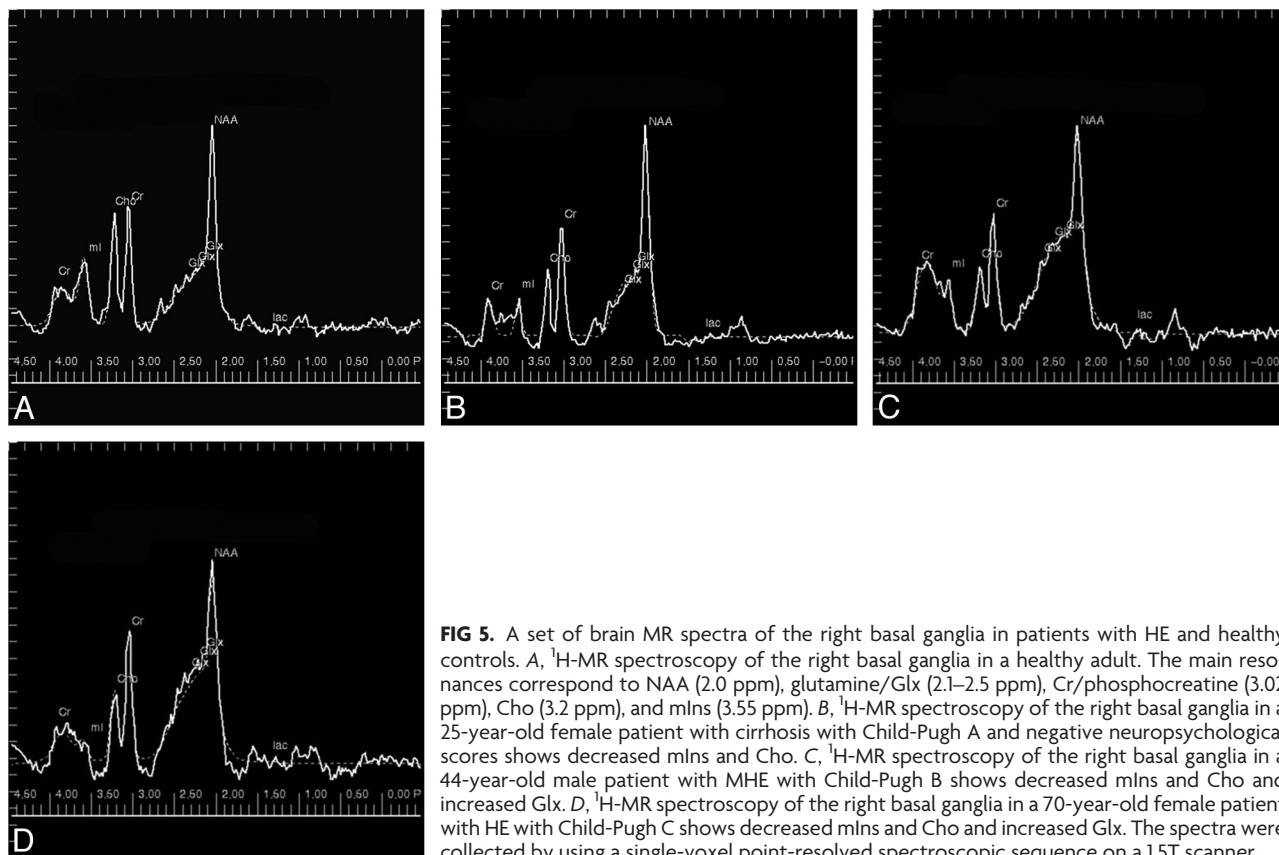 NAA
Cho Cr
Glx
Glx
Glx
mI
Cr
lac
4.50 4.00 3.50 3.00 2.50 2.00 1.50 1.00 0.50 0.00 P
A
NAA
Cr
Cho
Glx
Glx
Glx
Cr
mI
lac
4.50 4.00 3.50 3.00 2.50 2.00 1.50 1.00 0.50 −0.00
B
NAA
Cr
Glx
Glx
Glx
Cho
Cr
mI
lac
4.50 4.00 3.50 3.00 2.50 2.00 1.50 1.00 0.50 −0.00
C
NAA
Cr
Glx
Glx
Glx
Cho
Cr
mI
lac
4.50 4.00 3.50 3.00 2.50 2.00 1.50 1.00 0.50 0.00 P
D
FIG 5. A set of brain MR spectra of the right basal ganglia in patients with HE and healthy
controls. A, ¹H-MR spectroscopy of the right basal ganglia in a healthy adult. The main reso-
nances correspond to NAA (2.0 ppm), glutamine/Glx (2.1–2.5 ppm), Cr/phosphocreatine (3.02
ppm), Cho (3.2 ppm), and mIns (3.55 ppm). B, ¹H-MR spectroscopy of the right basal ganglia in a
25-year-old female patient with cirrhosis with Child-Pugh A and negative neuropsychological
scores shows decreased mIns and Cho. C, ¹H-MR spectroscopy of the right basal ganglia in a
44-year-old male patient with MHE with Child-Pugh B shows decreased mIns and Cho and
increased Glx. D, ¹H-MR spectroscopy of the right basal ganglia in a 70-year-old female patient
with HE with Child-Pugh C shows decreased mIns and Cho and increased Glx. The spectra were
collected by using a single-voxel point-resolved spectroscopic sequence on a 1.5T scanner.